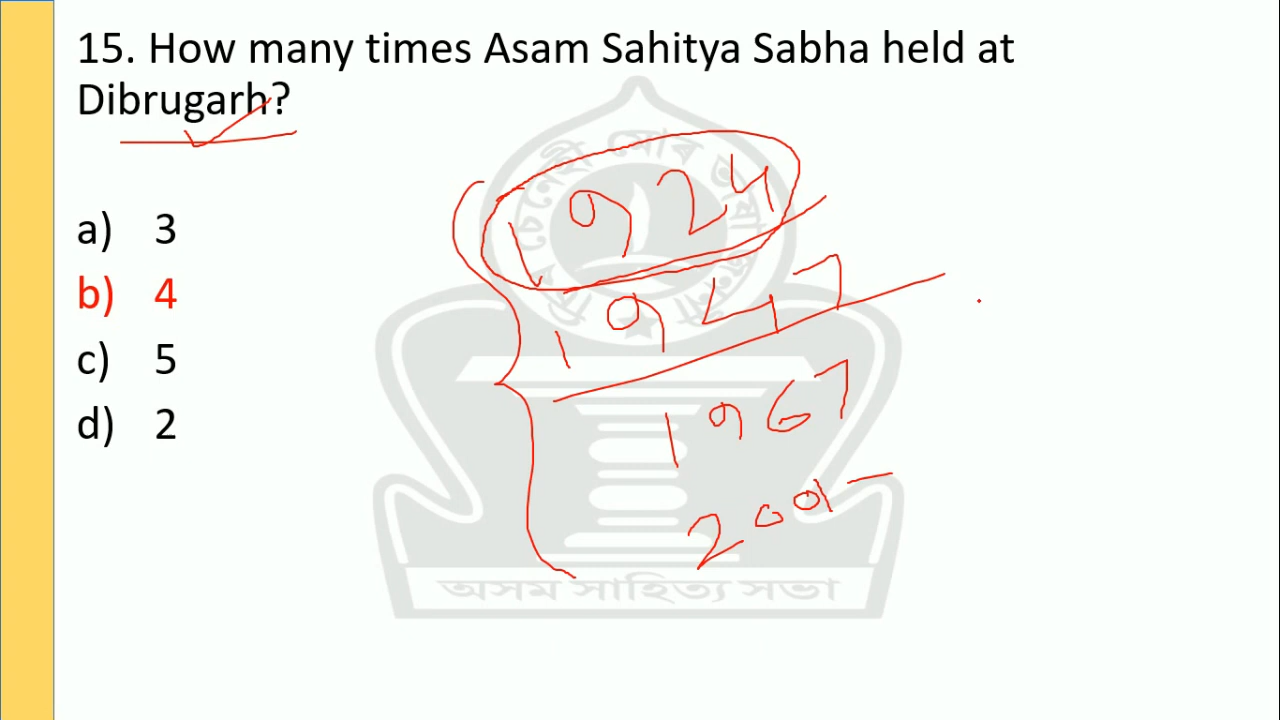 15. How many times Asam Sahitya Sabha held at
Dibrugarh?
a) 3
b) 4
c) 5
d) 2
1924
1947
1967
2001
চিৰ চেনেহী মোৰ ভাষা জননী
অসম সাহিত্য সভা